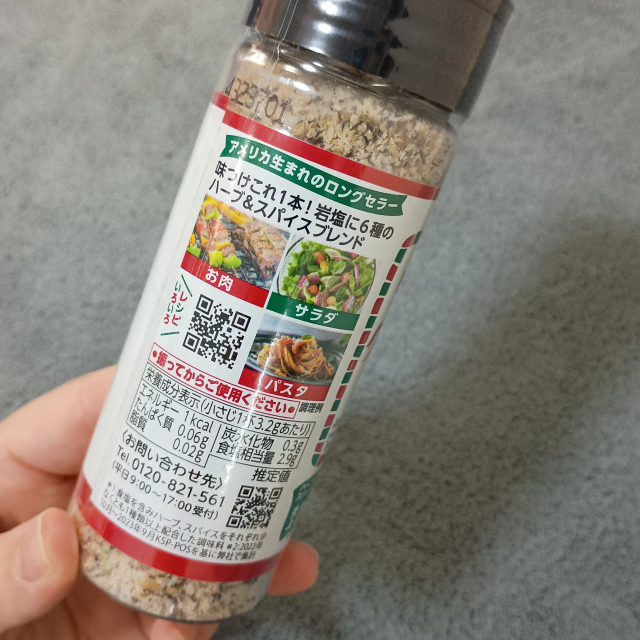 アメリカ生まれのロングセラー
味つけこれ1本!岩塩に6種の
ハーブ&スパイスブレンド
お肉
サラダ
レシピ
いろいろ
パスタ
●振ってからご使用ください●
調理例
栄養成分表示(小さじ1杯3.2gあたり)
エネルギー 1kcal
たんぱく質 0.06g
脂質 0.02g
炭水化物 0.3g
食塩相当量 2.9g
推定値
〈お問い合わせ先〉
Tel 0120-821-561
(平日9:00~17:00受付)